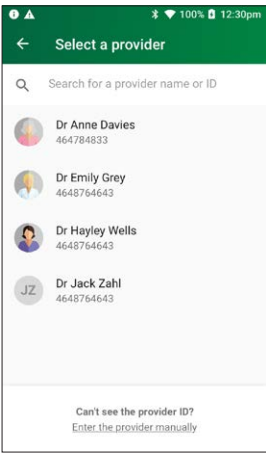 100% 12:30pm
Select a provider
Search for a provider name or ID
Dr Anne Davies
464784833
Dr Emily Grey
4648764643
Dr Hayley Wells
4648764643
JZ
Dr Jack Zahl
4648764643
Can't see the provider ID?
Enter the provider manually